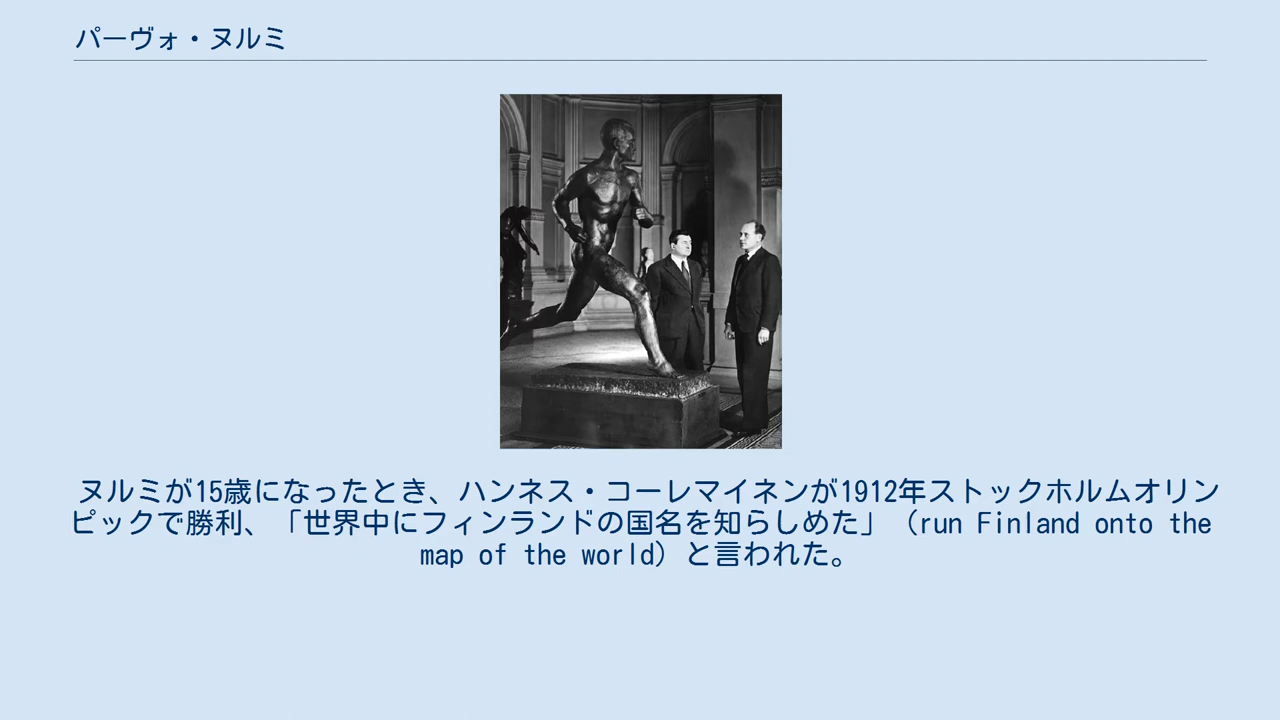 パーヴォ・ヌルミ
ヌルミが15歳になったとき、ハンネス・コーレマイネンが1912年ストックホルムオリン
ピックで勝利、「世界中にフィンランドの国名を知らしめた」（run Finland onto the
map of the world）と言われた。